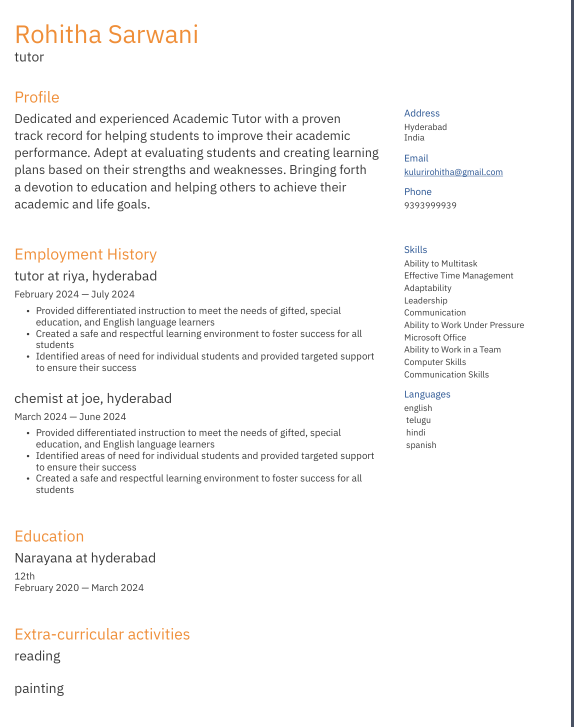 Rohitha Sarwani
tutor
Profile
Dedicated and experienced Academic Tutor with a proven
track record for helping students to improve their academic
performance. Adept at evaluating students and creating learning
plans based on their strengths and weaknesses. Bringing forth
a devotion to education and helping others to achieve their
academic and life goals.
Employment History
tutor at riya, hyderabad
February 2024 — July 2024
• Provided differentiated instruction to meet the needs of gifted, special
education, and English language learners
• Created a safe and respectful learning environment to foster success for all
students
• Identified areas of need for individual students and provided targeted support
to ensure their success
chemist at joe, hyderabad
March 2024 — June 2024
• Provided differentiated instruction to meet the needs of gifted, special
education, and English language learners
• Identified areas of need for individual students and provided targeted support
to ensure their success
• Created a safe and respectful learning environment to foster success for all
students
Education
Narayana at hyderabad
12th
February 2020 — March 2024
Extra-curricular activities
reading
painting
Address
Hyderabad
India
Email
kulurirohitha@gmail.com
Phone
9393999939
Skills
Ability to Multitask
Effective Time Management
Adaptability
Leadership
Communication
Ability to Work Under Pressure
Microsoft Office
Ability to Work in a Team
Computer Skills
Communication Skills
Languages
english
telugu
hindi
spanish